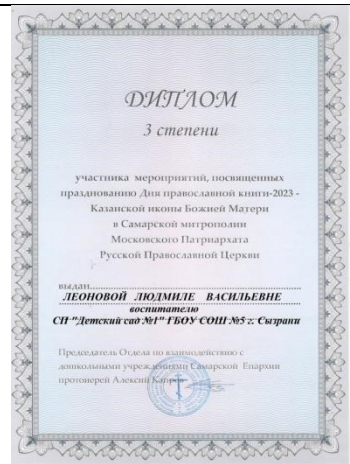 ДИПЛОМ
3 степени
участника мероприятий, посвященных
празднованию Дня православной книги-2023 -
Казанской иконы Божией Матери
в Самарской митрополии
Московского Патриархата
Русской Православной Церкви
выдан
ЛЕОНОВОЙ ЛЮДМИЛЕ ВАСИЛЬЕВНЕ
воспитателю
СП "Детский сад №1" ГБОУ СОШ №5 г. Сызрани
Председатель Отдела по взаимодействию с
дошкольными учреждениями Самарской Епархии
протоиерей Алексий